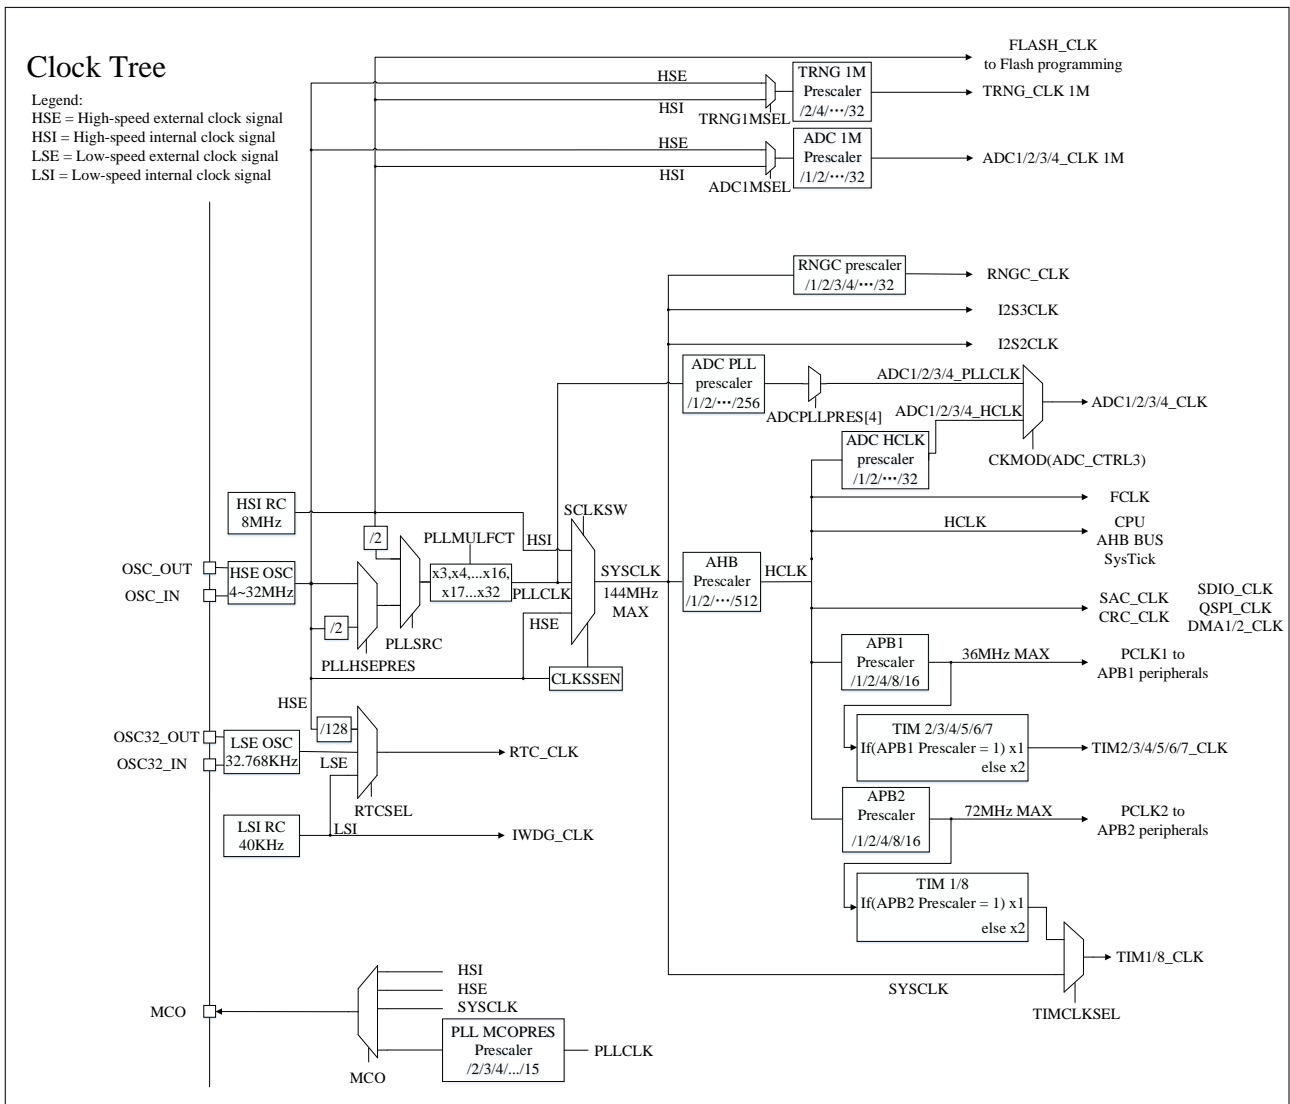 Clock Tree
Legend:
HSE = High-speed external clock signal
HSI = High-speed internal clock signal
LSE = Low-speed external clock signal
LSI = Low-speed internal clock signal
FLASH_CLK
to Flash programming
HSE
HSI
TRNG1MSEL
TRNG 1M
Prescaler
/2/4/···/32
TRNG_CLK 1M
HSE
HSI
ADC1MSEL
ADC 1M
Prescaler
/1/2/···/32
ADC1/2/3/4_CLK 1M
RNGC prescaler
/1/2/3/4/···/32
RNGC_CLK
I2S3CLK
I2S2CLK
ADC PLL
prescaler
/1/2/···/256
ADCPLLPRES[4]
ADC1/2/3/4_PLLCLK
ADC1/2/3/4_HCLK
ADC1/2/3/4_CLK
CKMOD(ADC_CTRL3)
ADC HCLK
prescaler
/1/2/···/32
FCLK
HCLK
CPU
AHB BUS
SysTick
HSI RC
8MHz
/2
PLLMULFCT
HSI
SCLKSW
OSC_OUT
OSC_IN
HSE OSC
4~32MHz
/2
PLLHSEPRES
PLLSRC
x3,x4,...x16,
x17...x32
PLLCLK
HSE
CLKSSEN
SYSCLK
144MHz
MAX
AHB
Prescaler
/1/2/···/512
HCLK
SAC_CLK
CRC_CLK
SDIO_CLK
QSPI_CLK
DMA1/2_CLK
APB1
Prescaler
/1/2/4/8/16
36MHz MAX
PCLK1 to
APB1 peripherals
HSE
/128
OSC32_OUT
OSC32_IN
LSE OSC
32.768KHz
LSE
RTCSEL
RTC_CLK
TIM 2/3/4/5/6/7
If(APB1 Prescaler = 1) x1
else x2
TIM2/3/4/5/6/7_CLK
LSI RC
40KHz
LSI
IWDG_CLK
APB2
Prescaler
/1/2/4/8/16
72MHz MAX
PCLK2 to
APB2 peripherals
TIM 1/8
If(APB2 Prescaler = 1) x1
else x2
TIM1/8_CLK
SYSCLK
TIMCLKSEL
MCO
HSI
HSE
SYSCLK
PLL MCOPRES
Prescaler
/2/3/4/.../15
PLLCLK
MCO